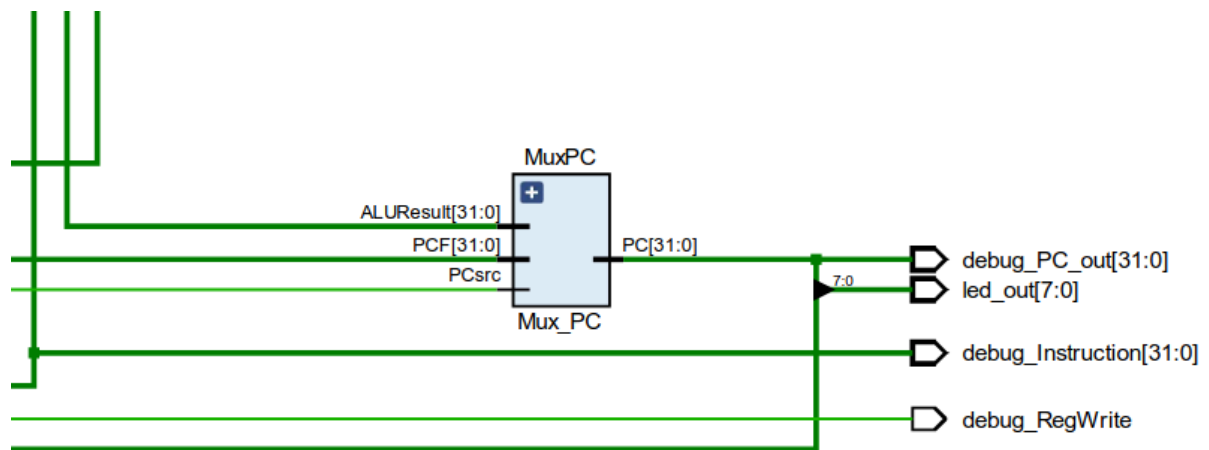 MuxPC
+
ALUResult[31:0]
PCF[31:0]
PC[31:0]
PCsrc
Mux_PC
debug_PC_out[31:0]
7:0
led_out[7:0]
debug_Instruction[31:0]
debug_RegWrite